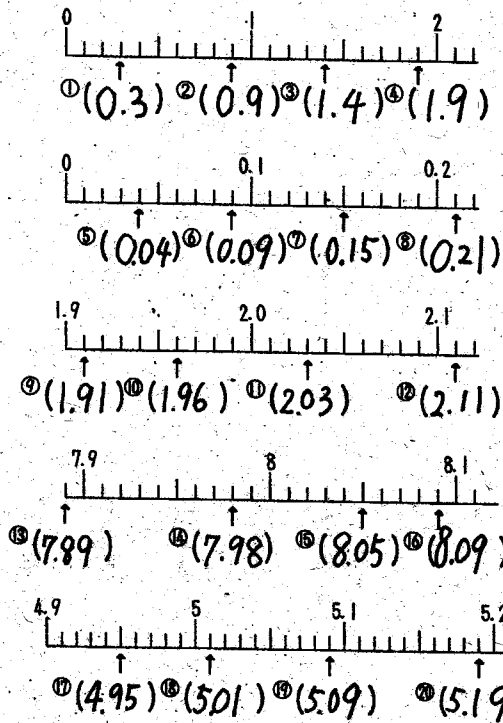 0 1 2
①(0.3) ②(0.9) ③(1.4) ④(1.9)
0 0.1 0.2
⑤(0.04) ⑥(0.09) ⑦(0.15) ⑧(0.21)
1.9 2.0 2.1
⑨(1.91) ⑩(1.96) ⑪(2.03) ⑫(2.11)
7.9 8 8.1
⑬(7.89) ⑭(7.98) ⑮(8.05) ⑯(8.09)
4.9 5 5.1 5.2
⑰(4.95) ⑱(5.01) ⑲(5.09) ⑳(5.19